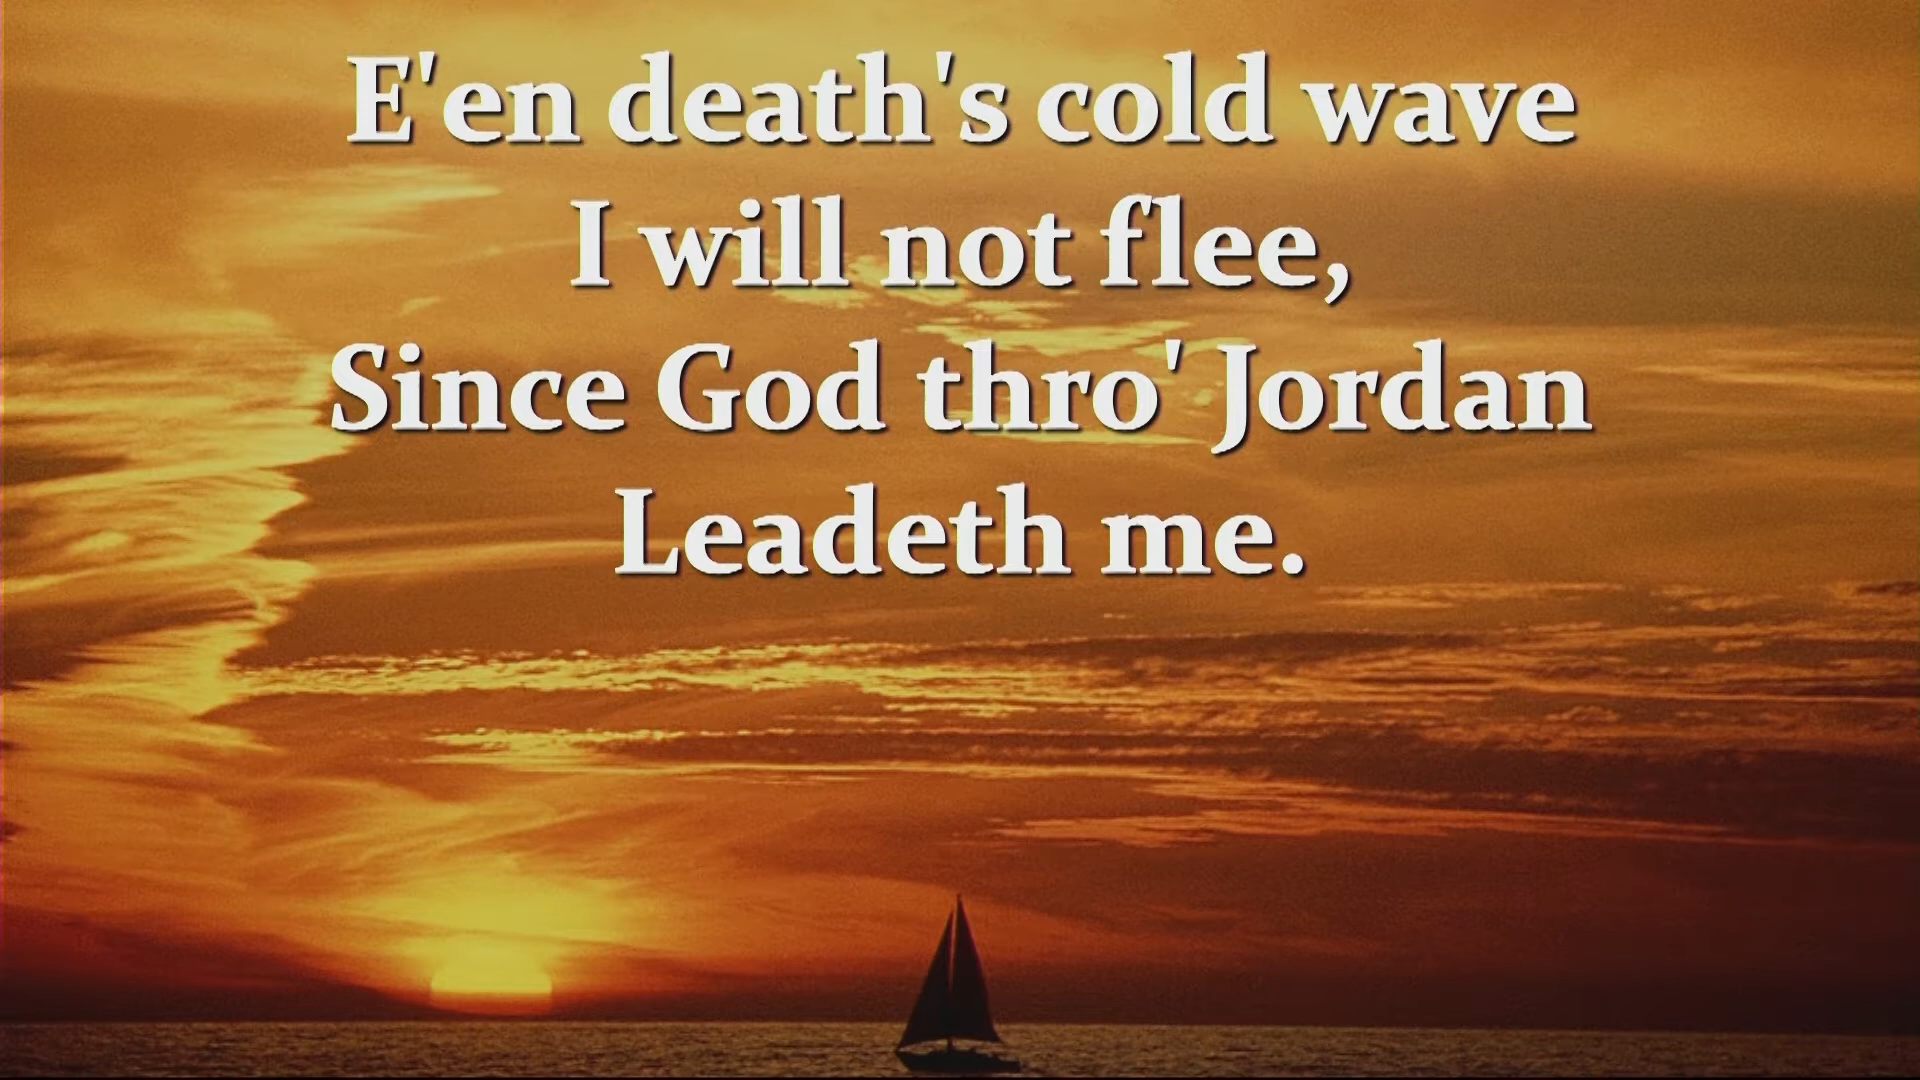 E'en death's cold wave
I will not flee,
Since God thro' Jordan
Leadeth me.